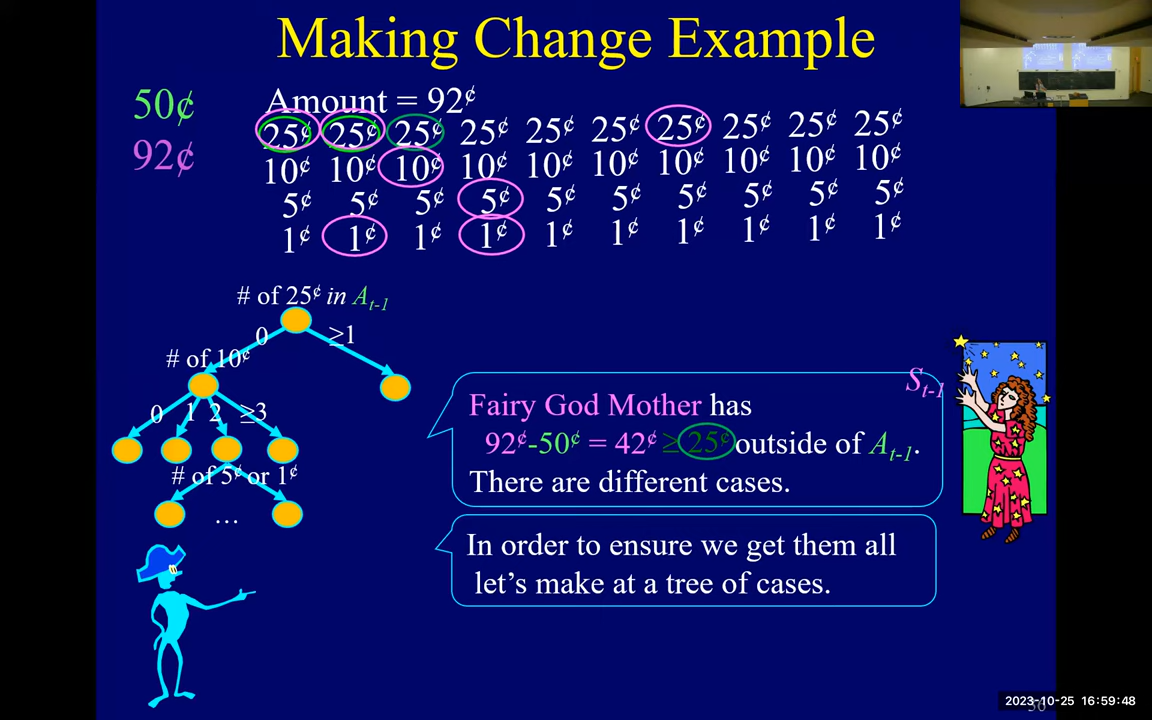 Making Change Example
50¢
92¢
Amount = 92¢
25¢ 25¢ 25¢ 25¢ 25¢ 25¢ 25¢ 25¢ 25¢ 25¢
10¢ 10¢ 10¢ 10¢ 10¢ 10¢ 10¢ 10¢ 10¢ 10¢
5¢ 5¢ 5¢ 5¢ 5¢ 5¢ 5¢ 5¢ 5¢ 5¢
1¢ 1¢ 1¢ 1¢ 1¢ 1¢ 1¢ 1¢ 1¢ 1¢
# of 25¢ in At-1
0 ≥1
# of 10¢
0 1 2 ≥3
# of 5¢ or 1¢
…
St-1
Fairy God Mother has
92¢-50¢ = 42¢ ≥ 25¢ outside of At-1.
There are different cases.
In order to ensure we get them all
let's make at a tree of cases.
2023-10-25 16:59:48